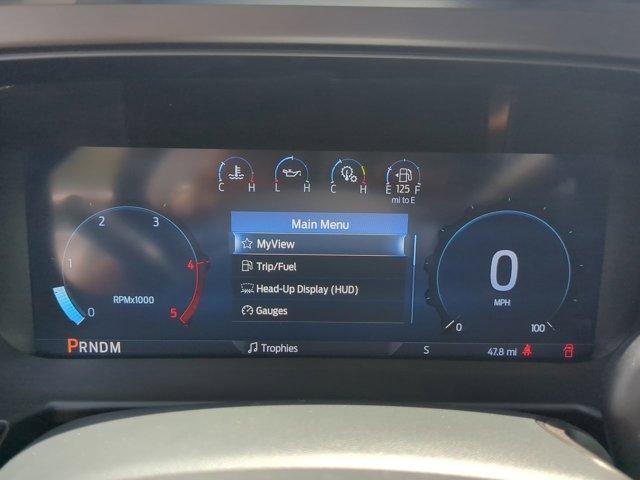 C H L H C H E 125 F
mi to E
Main Menu
MyView
Trip/Fuel
Head-Up Display (HUD)
Gauges
0 1 2 3 4 5
RPMx1000
0
MPH
0 100
PRNDM Trophies S 47.8 mi